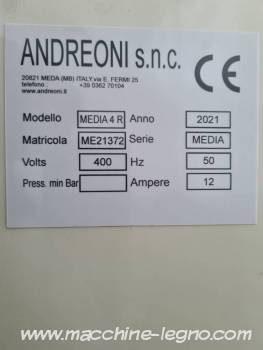 ANDREONI s.n.c.
CE
20821 MEDA (MB) ITALY.via E. FERMI 25
telefono : +39 0362 70104
www.andreoni.it
Modello MEDIA 4 R Anno 2021
Matricola ME21372 Serie MEDIA
Volts 400 Hz 50
Press. min Bar Ampere 12
www.macchine-legno.com